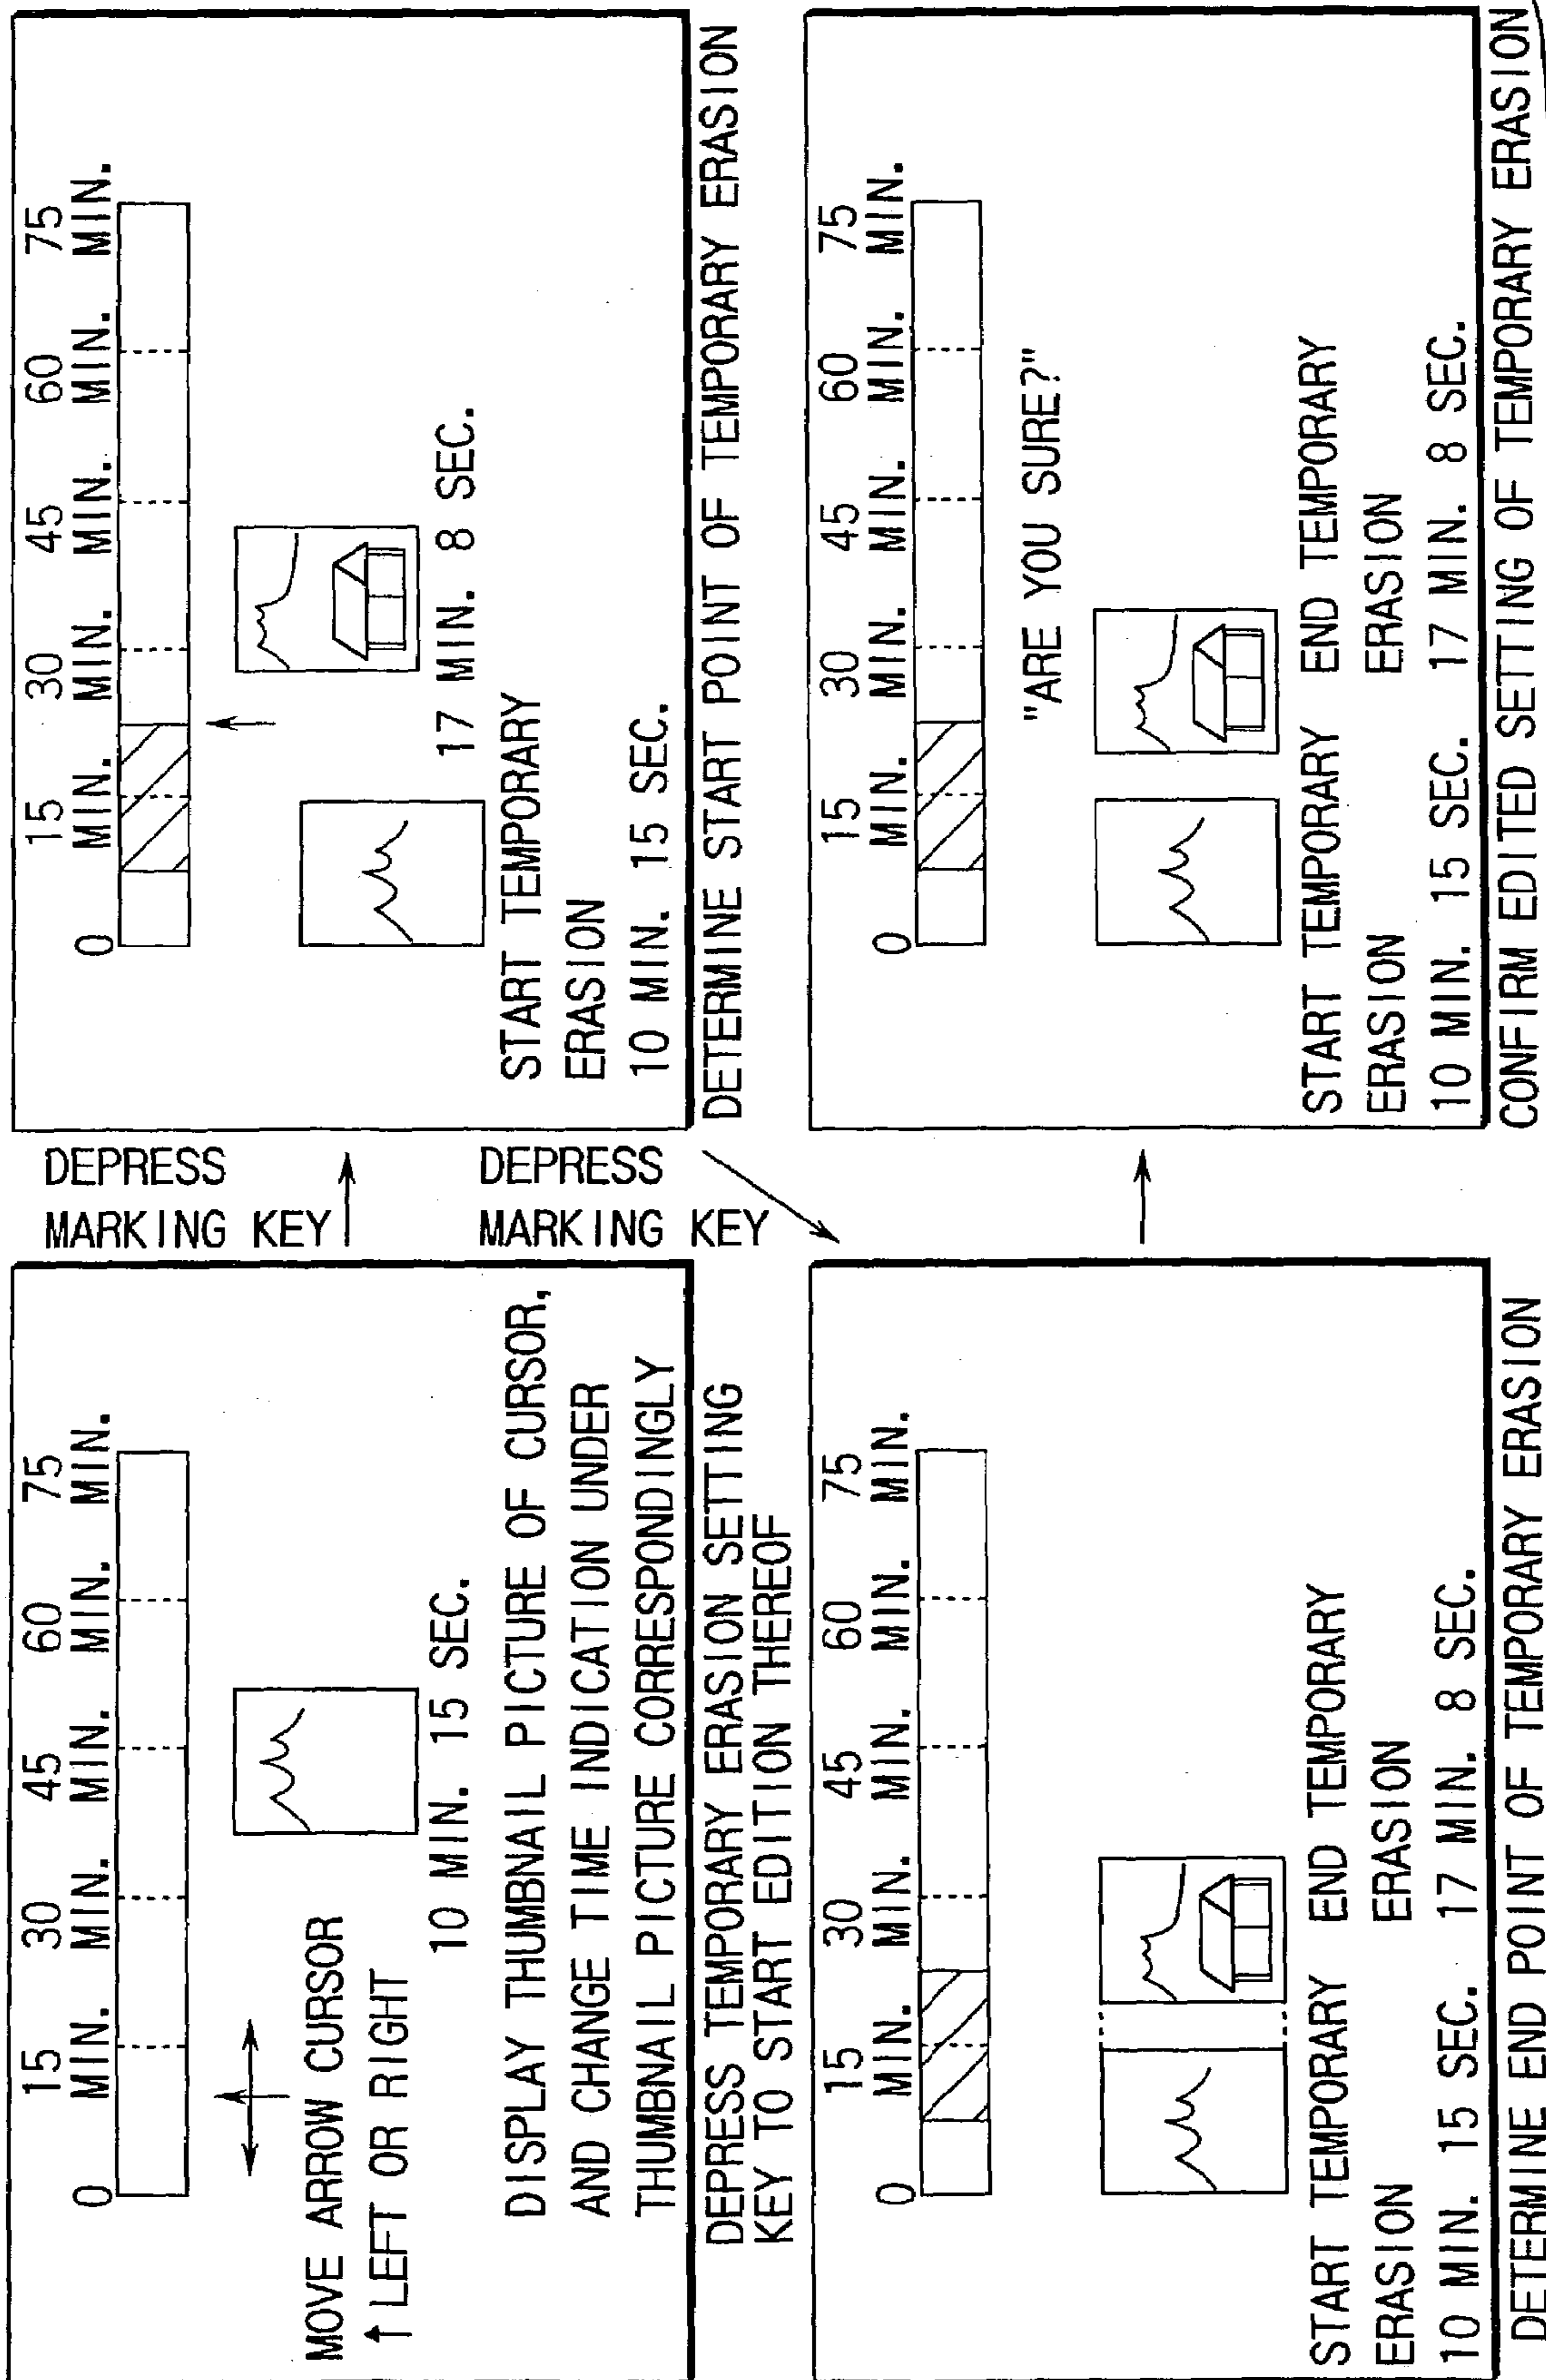 0 15 30 45 60 75
MIN. MIN. MIN. MIN. MIN.
MOVE ARROW CURSOR
↑ LEFT OR RIGHT
10 MIN. 15 SEC.
DISPLAY THUMBNAIL PICTURE OF CURSOR,
AND CHANGE TIME INDICATION UNDER
THUMBNAIL PICTURE CORRESPONDINGLY
DEPRESS TEMPORARY ERASION SETTING
KEY TO START EDITION THEREOF
DEPRESS
MARKING KEY
0 15 30 45 60 75
MIN. MIN. MIN. MIN. MIN.
17 MIN. 8 SEC.
START TEMPORARY
ERASION
10 MIN. 15 SEC.
DETERMINE START POINT OF TEMPORARY ERASION
DEPRESS
MARKING KEY
0 15 30 45 60 75
MIN. MIN. MIN. MIN. MIN.
START TEMPORARY END TEMPORARY
ERASION ERASION
10 MIN. 15 SEC. 17 MIN. 8 SEC.
DETERMINE END POINT OF TEMPORARY ERASION
0 15 30 45 60 75
MIN. MIN. MIN. MIN. MIN.
"ARE YOU SURE?"
START TEMPORARY END TEMPORARY
ERASION ERASION
10 MIN. 15 SEC. 17 MIN. 8 SEC.
CONFIRM EDITED SETTING OF TEMPORARY ERASION